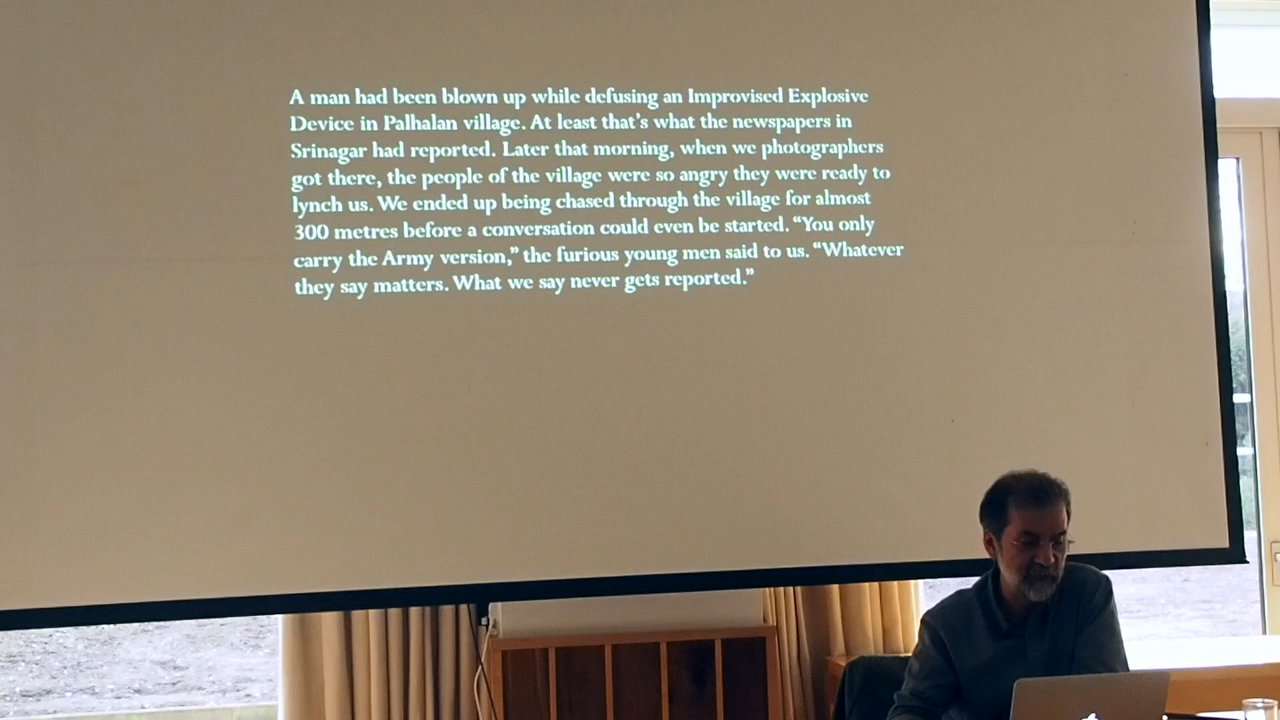 A man had been blown up while defusing an Improvised Explosive
Device in Palhalan village. At least that's what the newspapers in
Srinagar had reported. Later that morning, when we photographers
got there, the people of the village were so angry they were ready to
lynch us. We ended up being chased through the village for almost
300 metres before a conversation could even be started. “You only
carry the Army version,” the furious young men said to us. “Whatever
they say matters. What we say never gets reported.”